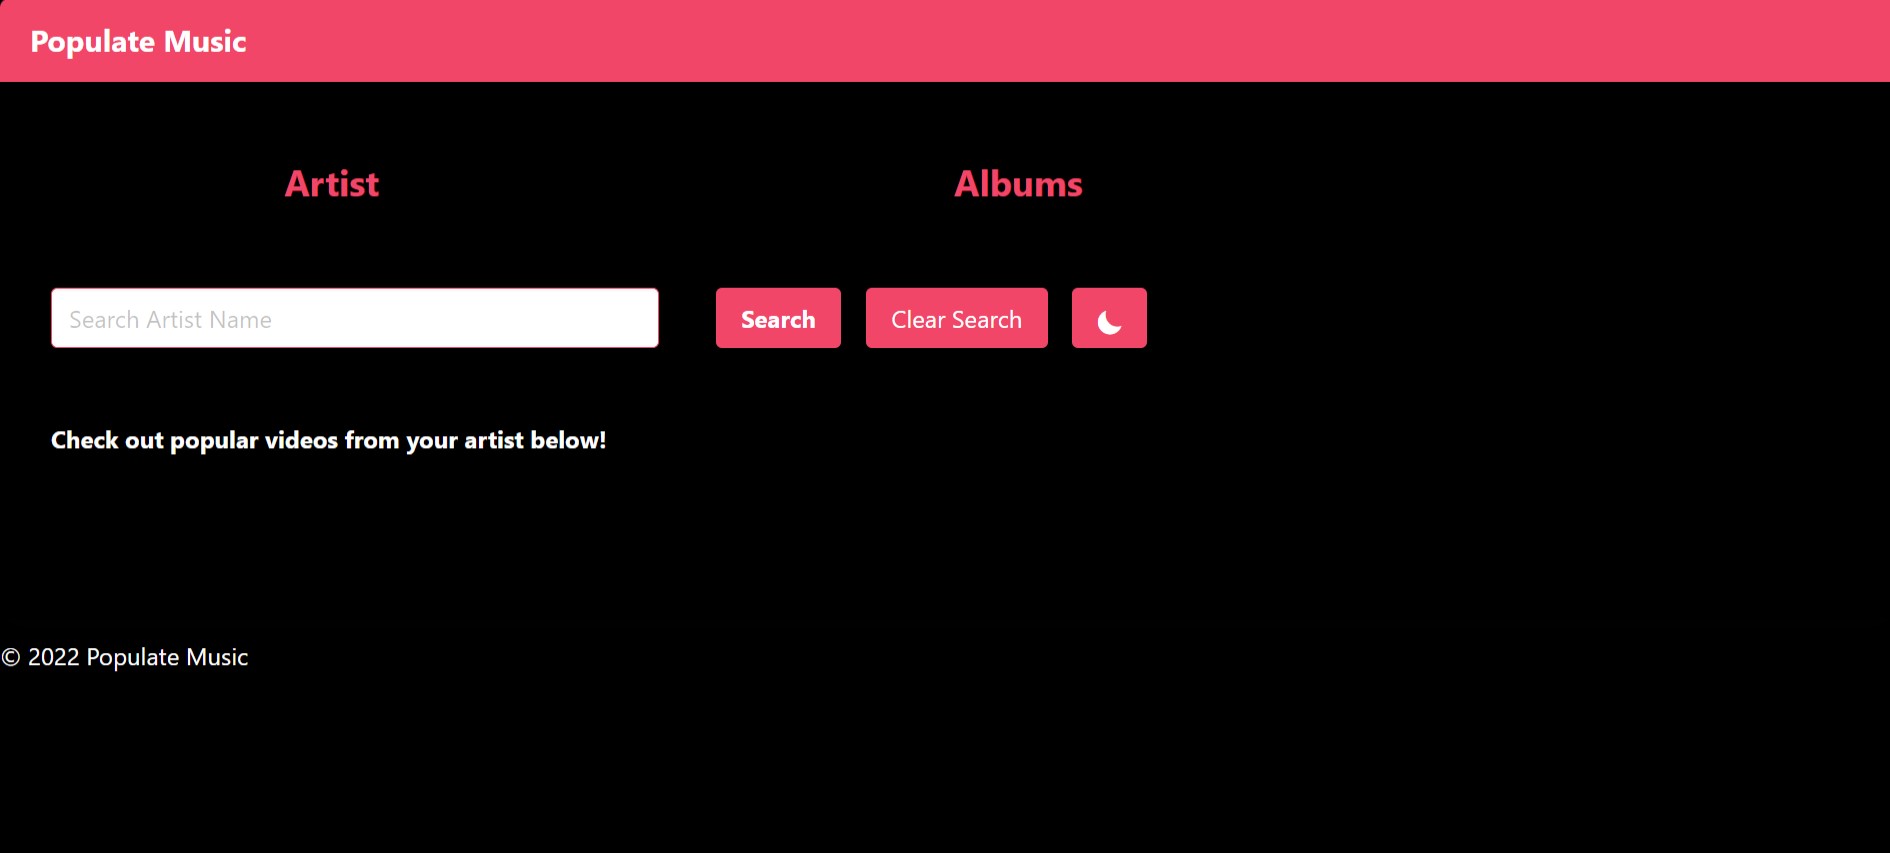 Populate Music
Artist
Albums
Search Artist Name
Search
Clear Search
Check out popular videos from your artist below!
© 2022 Populate Music